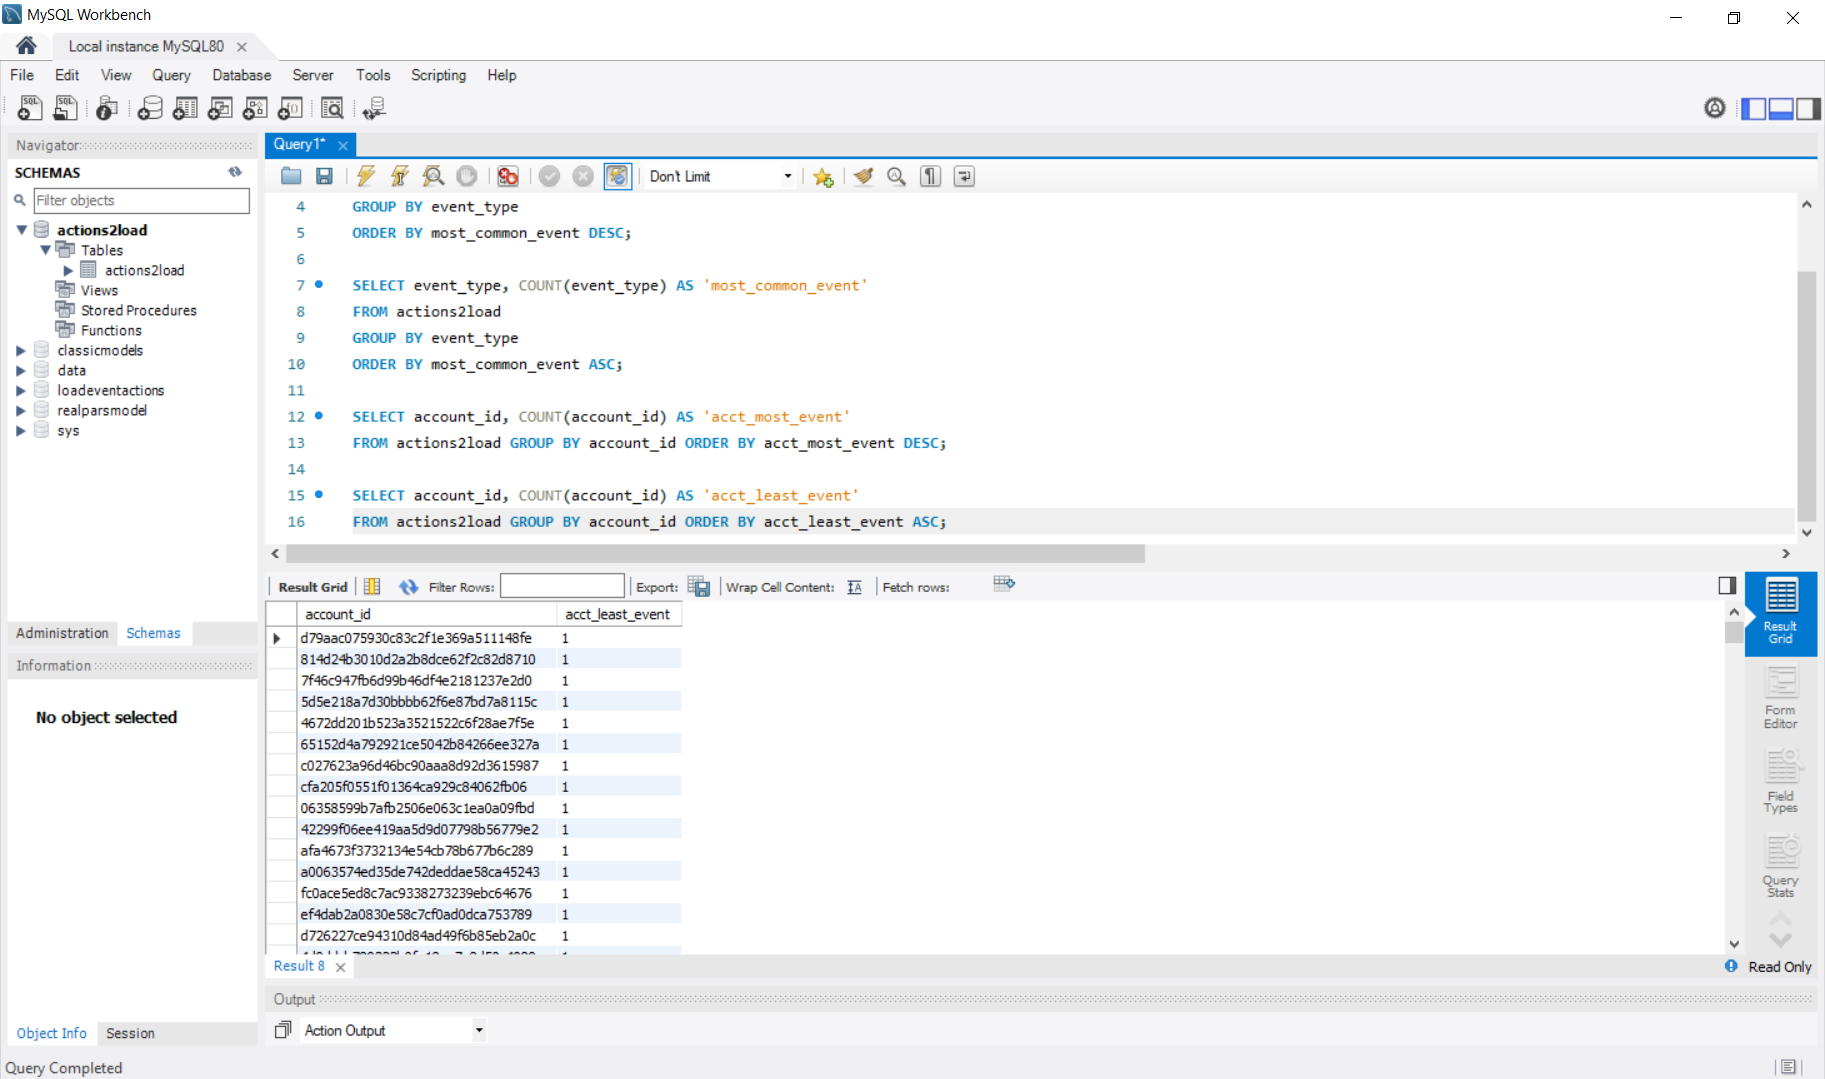 MySQL Workbench
Local instance MySQL80
File Edit View Query Database Server Tools Scripting Help
Navigator
SCHEMAS
Filter objects
actions2load
Tables
actions2load
Views
Stored Procedures
Functions
classicmodels
data
loadeventactions
realparsmodel
sys
Administration Schemas
Information
No object selected
Object Info Session
Query1*
Don't Limit
4 GROUP BY event_type
5 ORDER BY most_common_event DESC;
6
7 SELECT event_type, COUNT(event_type) AS 'most_common_event'
8 FROM actions2load
9 GROUP BY event_type
10 ORDER BY most_common_event ASC;
11
12 SELECT account_id, COUNT(account_id) AS 'acct_most_event'
13 FROM actions2load GROUP BY account_id ORDER BY acct_most_event DESC;
14
15 SELECT account_id, COUNT(account_id) AS 'acct_least_event'
16 FROM actions2load GROUP BY account_id ORDER BY acct_least_event ASC;
Result Grid Filter Rows: Export: Wrap Cell Content: Fetch rows:
account_id acct_least_event
d79aac075930c83c2f1e369a511148fe 1
814d24b3010d2a2b8dce62f2c82d8710 1
7f46c947fb6d99b46df4e2181237e2d0 1
5d5e218a7d30bbbb62f6e87bd7a8115c 1
4672dd201b523a3521522c6f28ae7f5e 1
65152d4a792921ce5042b84266ee327a 1
c027623a96d46bc90aaa8d92d3615987 1
cfa205f0551f01364ca929c84062fb06 1
06358599b7afb2506e063c1ea0a09fbd 1
42299f06ee419aa5d9d07798b56779e2 1
afa4673f3732134e54cb78b677b6c289 1
a0063574ed35de742deddae58ca45243 1
fc0ace5ed8c7ac9338273239ebc64676 1
ef4dab2a0830e58c7cf0ad0dca753789 1
d726227ce94310d84ad49f6b85eb2a0c 1
Result Grid
Form Editor
Field Types
Query Stats
Result 8
Read Only
Output
Action Output
Query Completed